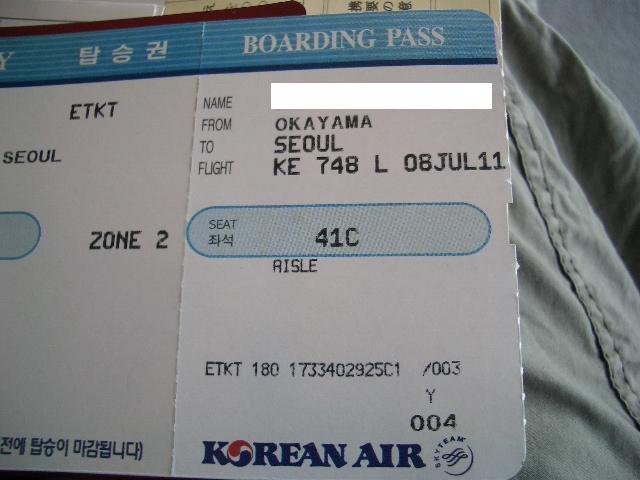 Y 탑승권 BOARDING PASS
ETKT
SEOUL
ZONE 2
전에 탑승이 마감됩니다)
NAME
FROM OKAYAMA
TO SEOUL
FLIGHT KE 748 L 08JUL11
SEAT
좌석 41C
AISLE
ETKT 180 1733402925C1 /003
Y
004
KOREAN AIR SKYTEAM